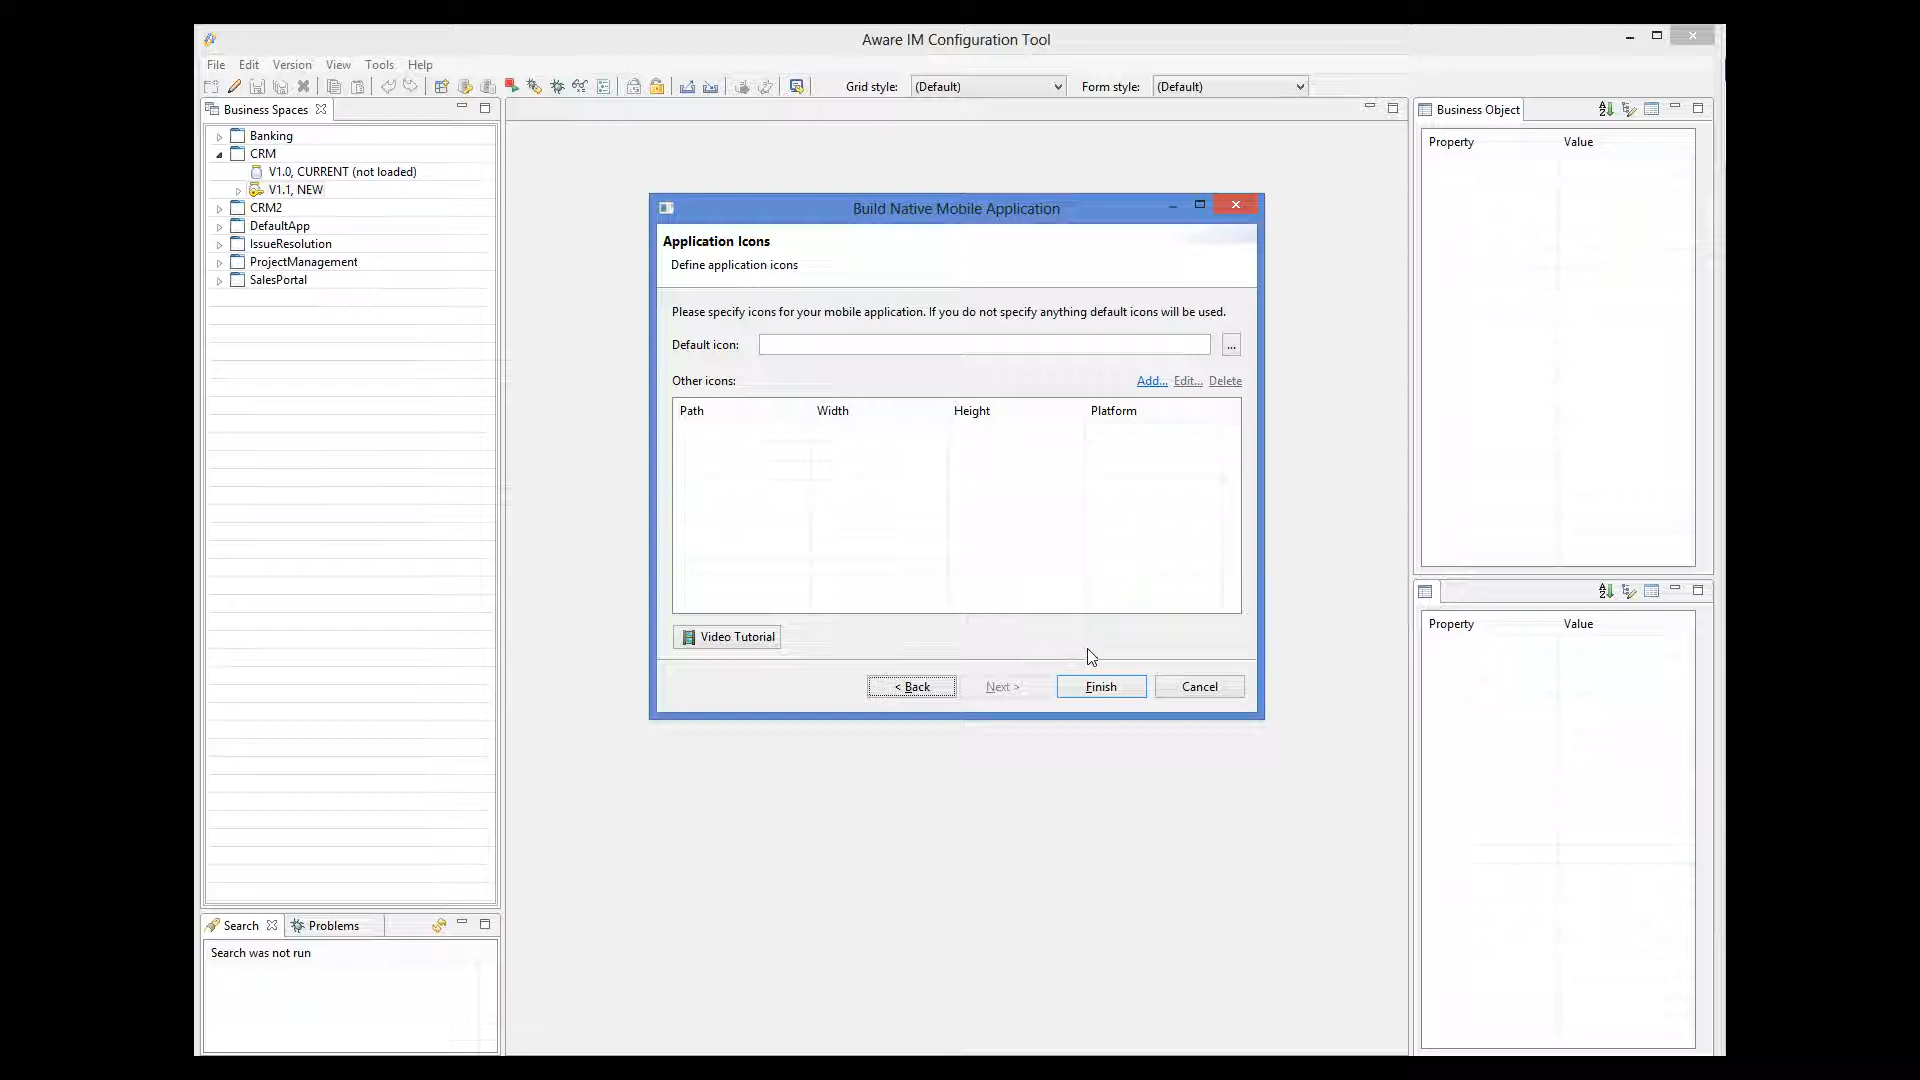 Aware IM Configuration Tool
File Edit Version View Tools Help
Grid style: (Default) Form style: (Default)
Business Spaces
Banking
CRM
V1.0, CURRENT (not loaded)
V1.1, NEW
CRM2
DefaultApp
IssueResolution
ProjectManagement
SalesPortal
Search Problems
Search was not run
Build Native Mobile Application
Application Icons
Define application icons
Please specify icons for your mobile application. If you do not specify anything default icons will be used.
Default icon: ...
Other icons: Add... Edit... Delete
Path Width Height Platform
Video Tutorial
< Back Next > Finish Cancel
Business Object
Property Value
Property Value